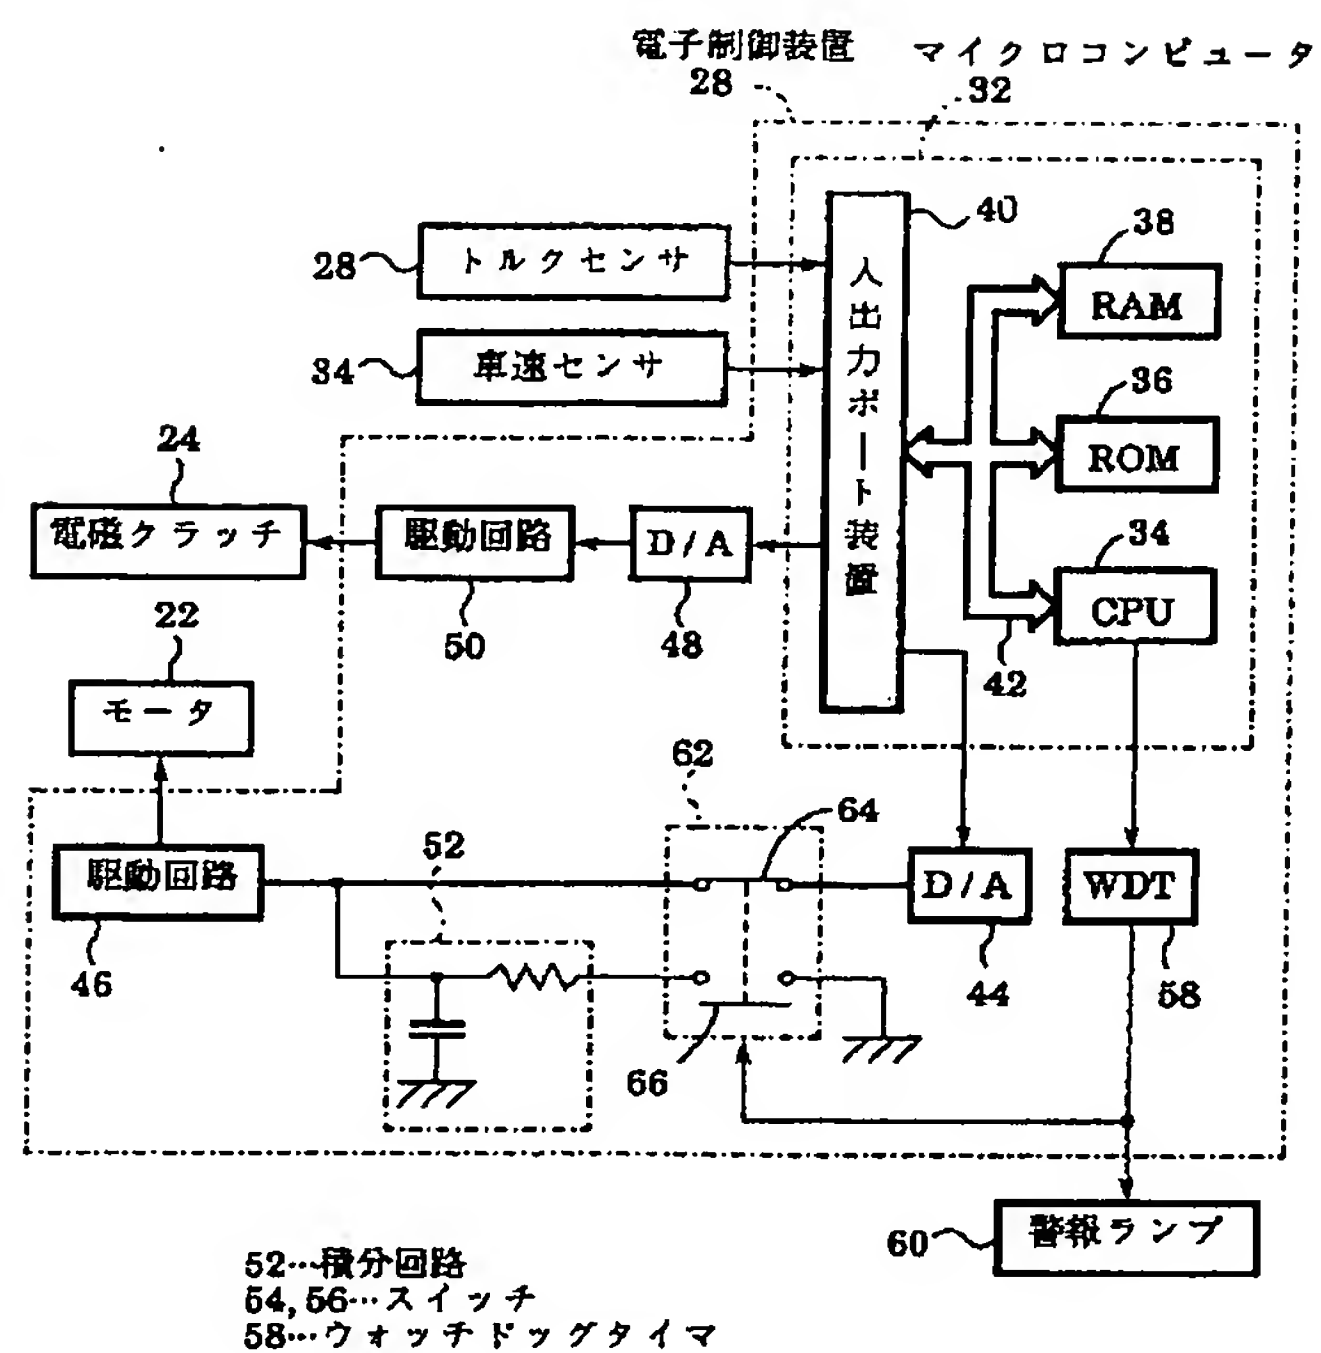 電子制御装置
28
マイクロコンピュータ
32
40
38
28
トルクセンサ
RAM
34
車速センサ
36
ROM
入出力ポート装置
24
電磁クラッチ
駆動回路
D/A
34
CPU
50
48
42
22
モータ
62
64
52
駆動回路
D/A
WDT
46
44
58
66
60
警報ランプ
52…積分回路
54,56…スイッチ
58…ウォッチドッグタイマ